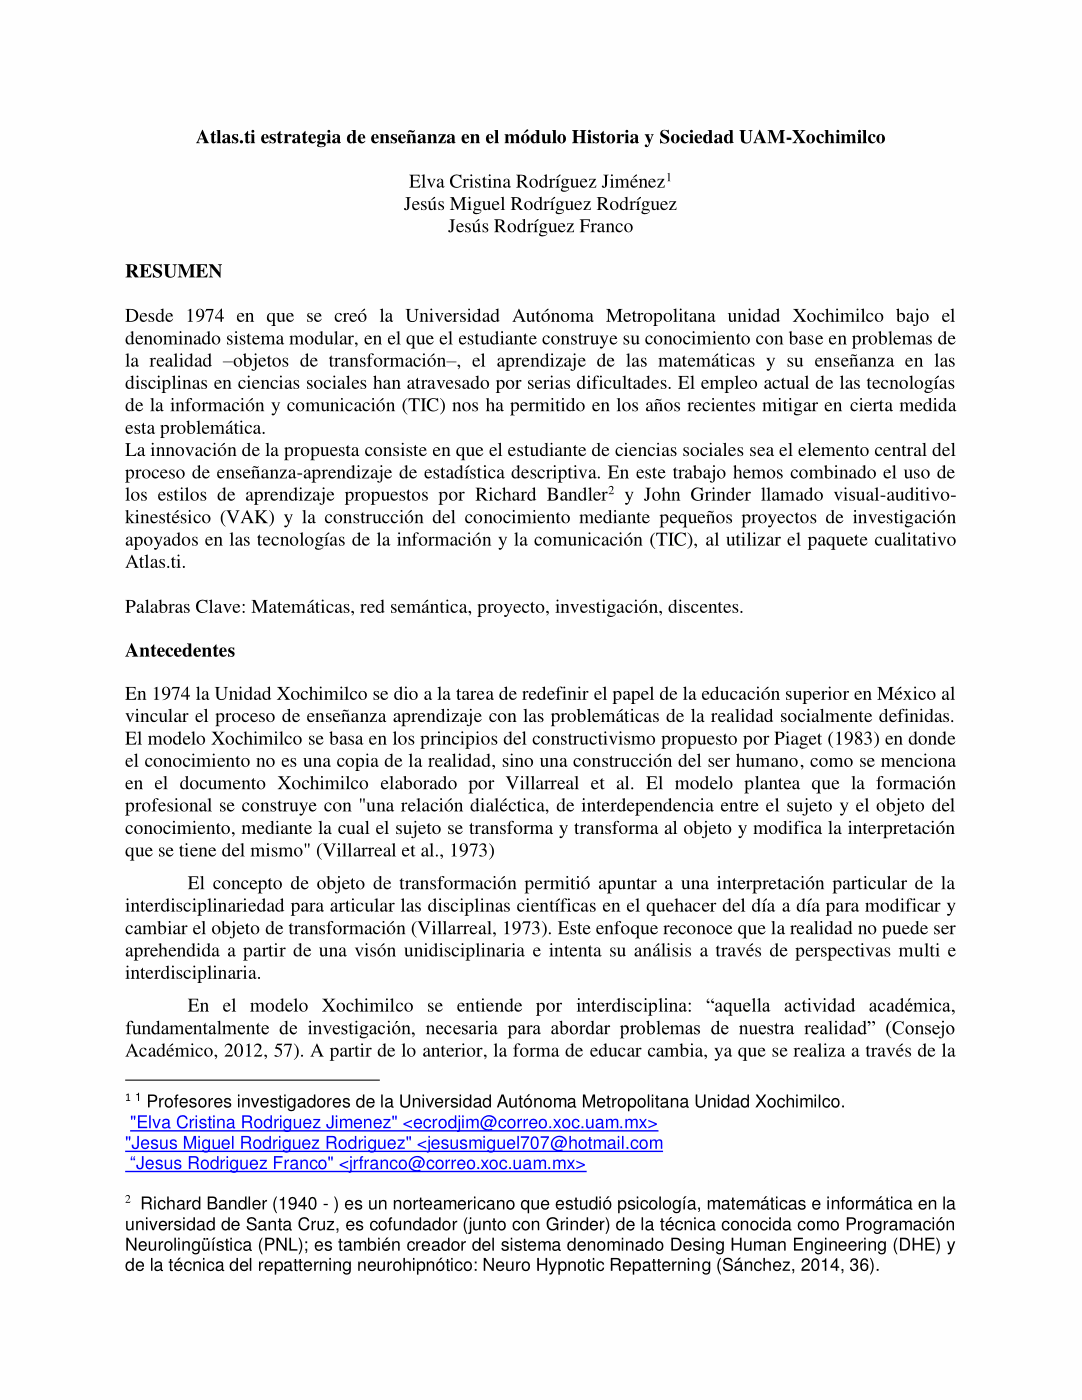 Atlas.ti estrategia de enseñanza en el módulo Historia y Sociedad UAM-Xochimilco
Elva Cristina Rodríguez Jiménez1
Jesús Miguel Rodríguez Rodríguez
Jesús Rodríguez Franco
RESUMEN
Desde 1974 en que se creó la Universidad Autónoma Metropolitana unidad Xochimilco bajo el
denominado sistema modular, en el que el estudiante construye su conocimiento con base en problemas de
la realidad –objetos de transformación–, el aprendizaje de las matemáticas y su enseñanza en las
disciplinas en ciencias sociales han atravesado por serias dificultades. El empleo actual de las tecnologías
de la información y comunicación (TIC) nos ha permitido en los años recientes mitigar en cierta medida
esta problemática.
La innovación de la propuesta consiste en que el estudiante de ciencias sociales sea el elemento central del
proceso de enseñanza-aprendizaje de estadística descriptiva. En este trabajo hemos combinado el uso de
los estilos de aprendizaje propuestos por Richard Bandler2 y John Grinder llamado visual-auditivo-
kinestésico (VAK) y la construcción del conocimiento mediante pequeños proyectos de investigación
apoyados en las tecnologías de la información y la comunicación (TIC), al utilizar el paquete cualitativo
Atlas.ti.
Palabras Clave: Matemáticas, red semántica, proyecto, investigación, discentes.
Antecedentes
En 1974 la Unidad Xochimilco se dio a la tarea de redefinir el papel de la educación superior en México al
vincular el proceso de enseñanza aprendizaje con las problemáticas de la realidad socialmente definidas.
El modelo Xochimilco se basa en los principios del constructivismo propuesto por Piaget (1983) en donde
el conocimiento no es una copia de la realidad, sino una construcción del ser humano, como se menciona
en el documento Xochimilco elaborado por Villarreal et al. El modelo plantea que la formación
profesional se construye con "una relación dialéctica, de interdependencia entre el sujeto y el objeto del
conocimiento, mediante la cual el sujeto se transforma y transforma al objeto y modifica la interpretación
que se tiene del mismo" (Villarreal et al., 1973)
El concepto de objeto de transformación permitió apuntar a una interpretación particular de la
interdisciplinariedad para articular las disciplinas científicas en el quehacer del día a día para modificar y
cambiar el objeto de transformación (Villarreal, 1973). Este enfoque reconoce que la realidad no puede ser
aprehendida a partir de una visón unidisciplinaria e intenta su análisis a través de perspectivas multi e
interdisciplinaria.
En el modelo Xochimilco se entiende por interdisciplina: “aquella actividad académica,
fundamentalmente de investigación, necesaria para abordar problemas de nuestra realidad” (Consejo
Académico, 2012, 57). A partir de lo anterior, la forma de educar cambia, ya que se realiza a través de la
1 1 Profesores investigadores de la Universidad Autónoma Metropolitana Unidad Xochimilco.
"Elva Cristina Rodriguez Jimenez" <ecrodjim@correo.xoc.uam.mx>
"Jesus Miguel Rodriguez Rodriguez" <jesusmiguel707@hotmail.com
“Jesus Rodriguez Franco" <jrfranco@correo.xoc.uam.mx>
2 Richard Bandler (1940 - ) es un norteamericano que estudió psicología, matemáticas e informática en la
universidad de Santa Cruz, es cofundador (junto con Grinder) de la técnica conocida como Programación
Neurolingüística (PNL); es también creador del sistema denominado Desing Human Engineering (DHE) y
de la técnica del repatterning neurohipnótico: Neuro Hypnotic Repatterning (Sánchez, 2014, 36).